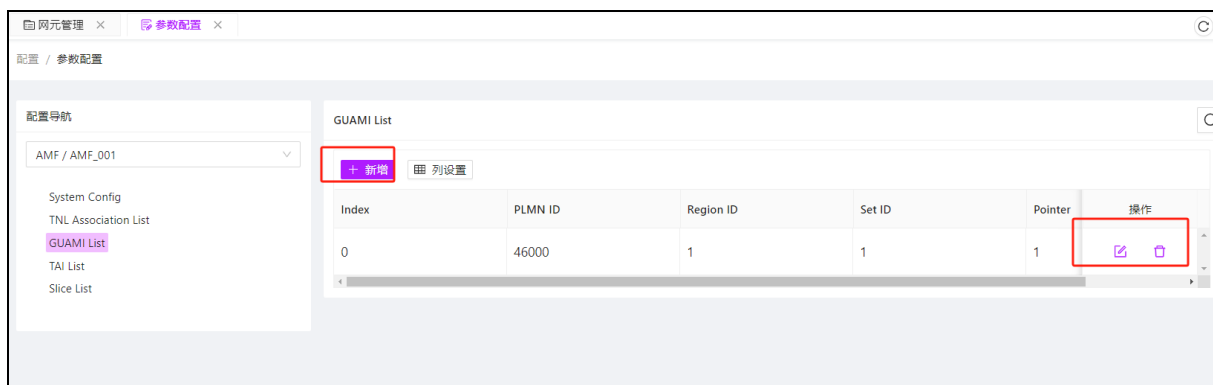 网元管理 参数配置
配置 / 参数配置
配置导航
AMF / AMF_001
System Config
TNL Association List
GUAMI List
TAI List
Slice List
GUAMI List
+ 新增 列设置
Index PLMN ID Region ID Set ID Pointer 操作
0 46000 1 1 1